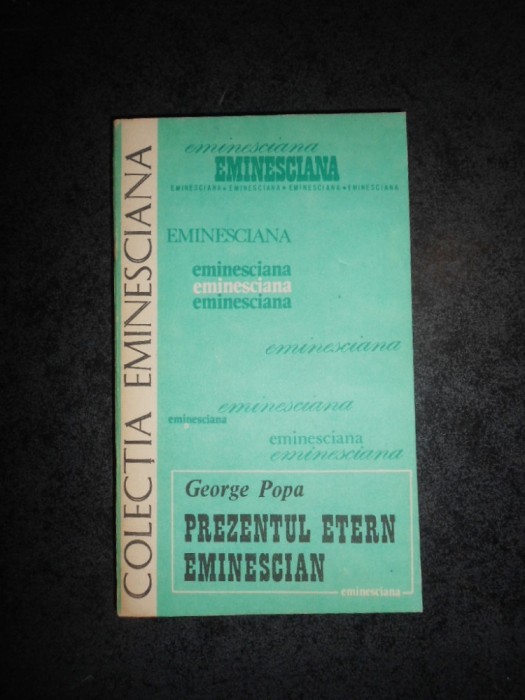 COLECȚIA EMINESCIANA
eminesciana
EMINESCIANA
EMINESCIANA • EMINESCIANA • EMINESCIANA • EMINESCIANA
EMINESCIANA
eminesciana
eminesciana
eminesciana
eminesciana
eminesciana
eminesciana
eminesciana
eminesciana
George Popa
PREZENTUL ETERN
EMINESCIAN
eminesciana